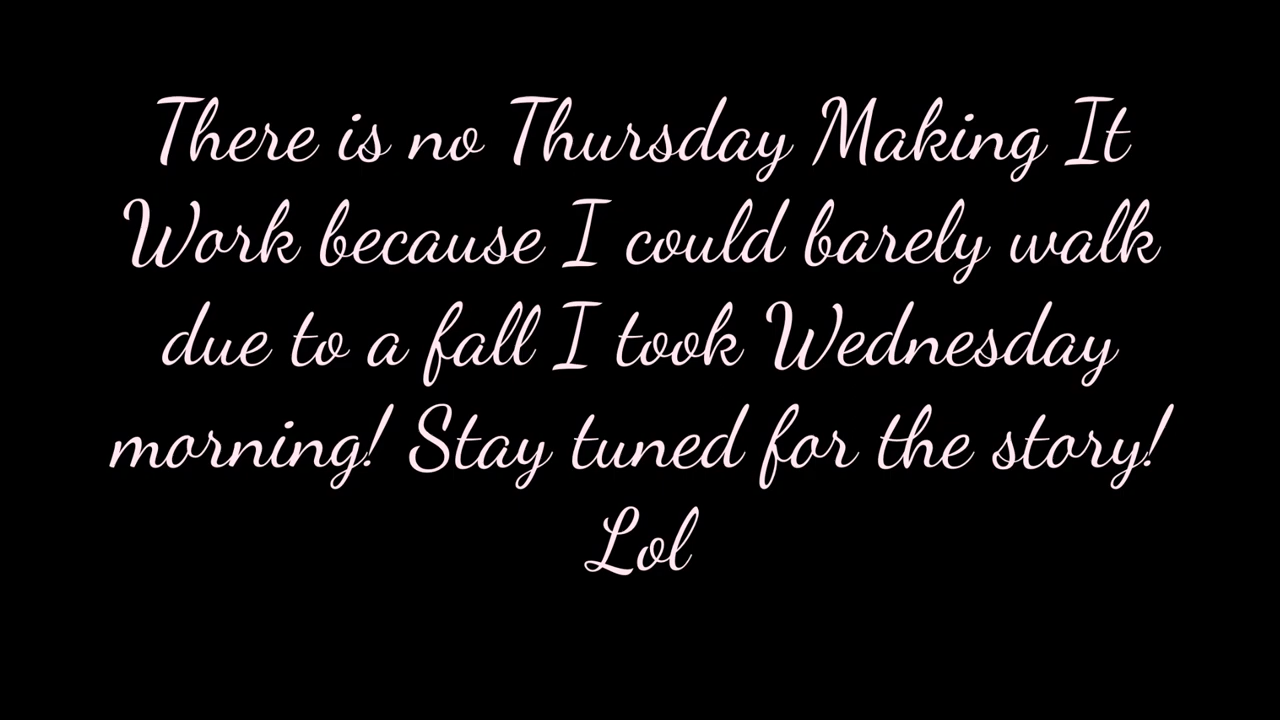 There is no Thursday Making It
Work because I could barely walk
due to a fall I took Wednesday
morning! Stay tuned for the story!
Lol